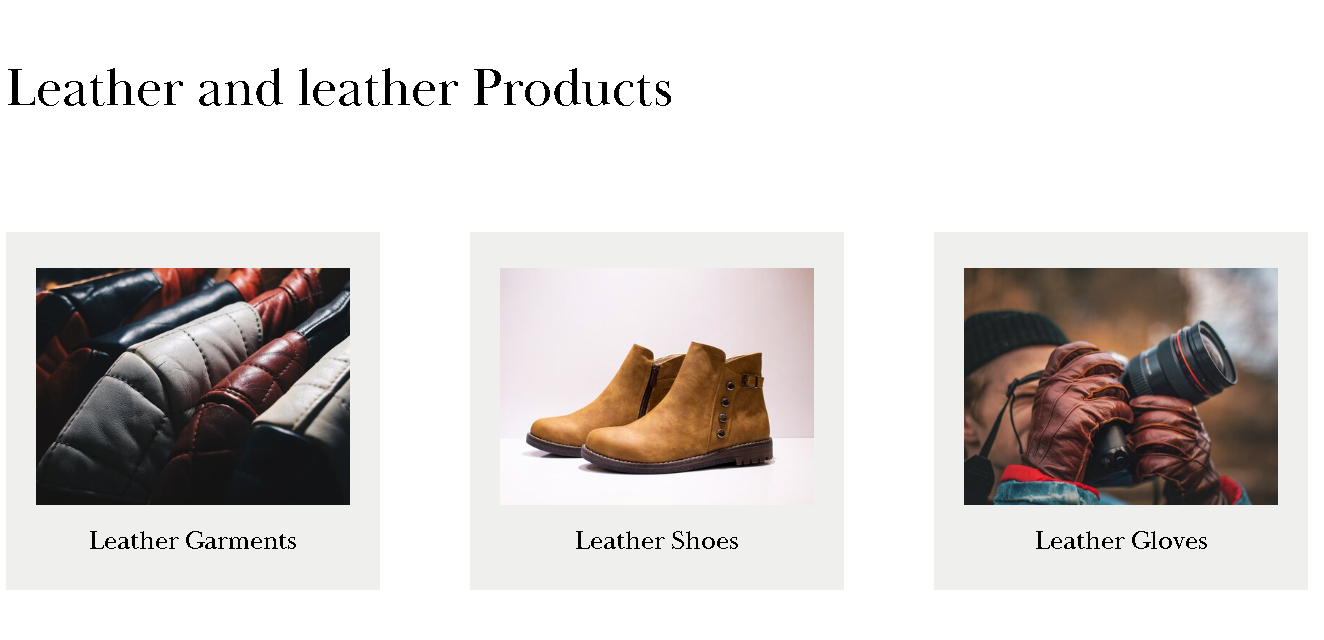 Leather and leather Products
Leather Garments
Leather Shoes
Leather Gloves